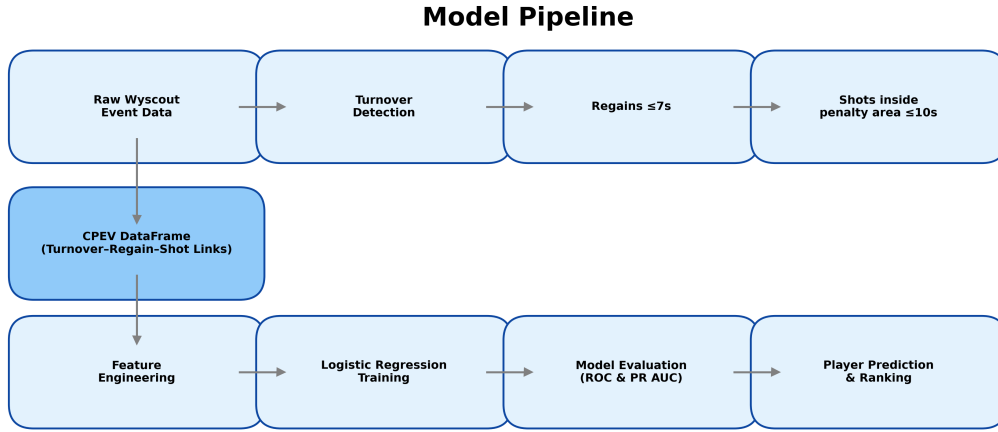 Model Pipeline
Raw Wyscout
Event Data
Turnover
Detection
Regains ≤7s
Shots inside
penalty area ≤10s
CPEV DataFrame
(Turnover–Regain–Shot Links)
Feature
Engineering
Logistic Regression
Training
Model Evaluation
(ROC & PR AUC)
Player Prediction
& Ranking